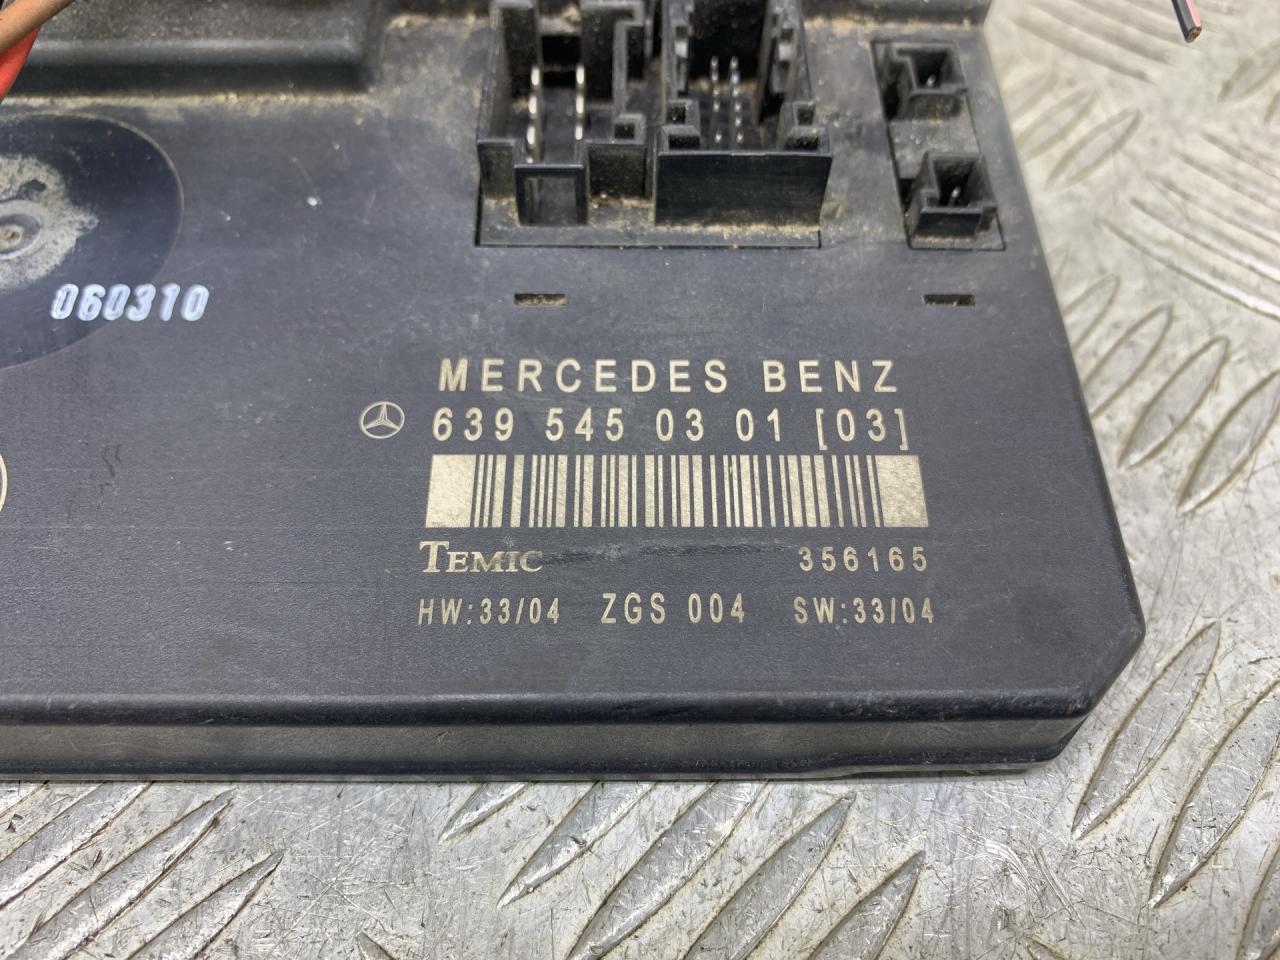 060310
MERCEDES BENZ
639 545 03 01 [03]
TEMIC 356165
HW:33/04 ZGS 004 SW:33/04